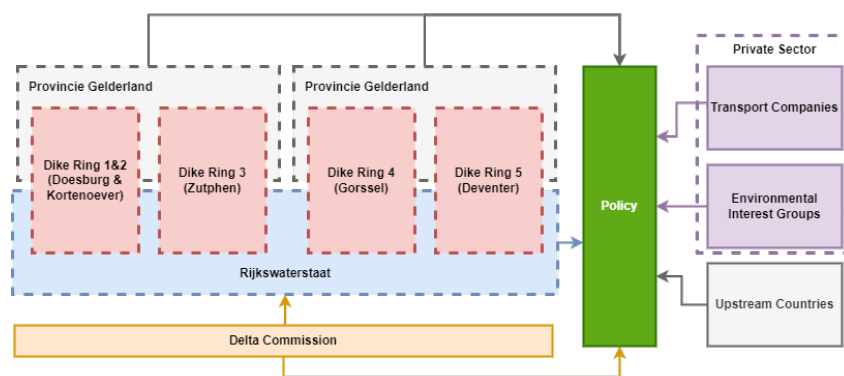 Provincie Gelderland
Provincie Gelderland
Dike Ring 1&2
(Doesburg &
Kortenoever)
Dike Ring 3
(Zutphen)
Dike Ring 4
(Gorssel)
Dike Ring 5
(Deventer)
Rijkswaterstaat
Delta Commission
Policy
Private Sector
Transport Companies
Environmental
Interest Groups
Upstream Countries